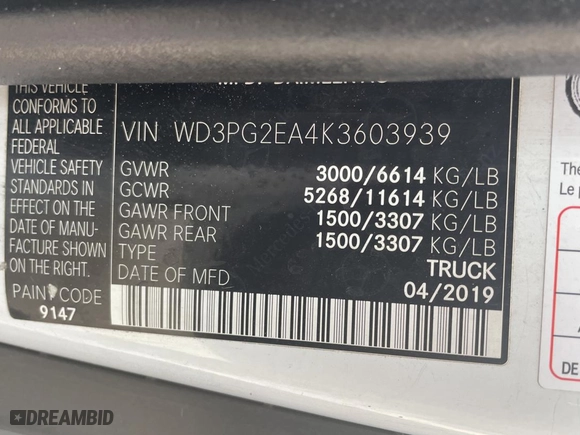 THIS VEHICLE
CONFORMS TO
ALL APPLICABLE
FEDERAL
VEHICLE SAFETY
STANDARDS IN
EFFECT ON THE
DATE OF MANU-
FACTURE SHOWN
ON THE RIGHT.
PAINT CODE
9147
VIN WD3PG2EA4K3603939
GVWR 3000/6614 KG/LB
GCWR 5268/11614 KG/LB
GAWR FRONT 1500/3307 KG/LB
GAWR REAR 1500/3307 KG/LB
TYPE TRUCK
DATE OF MFD 04/2019
The
Le p
DE
DREAMBID